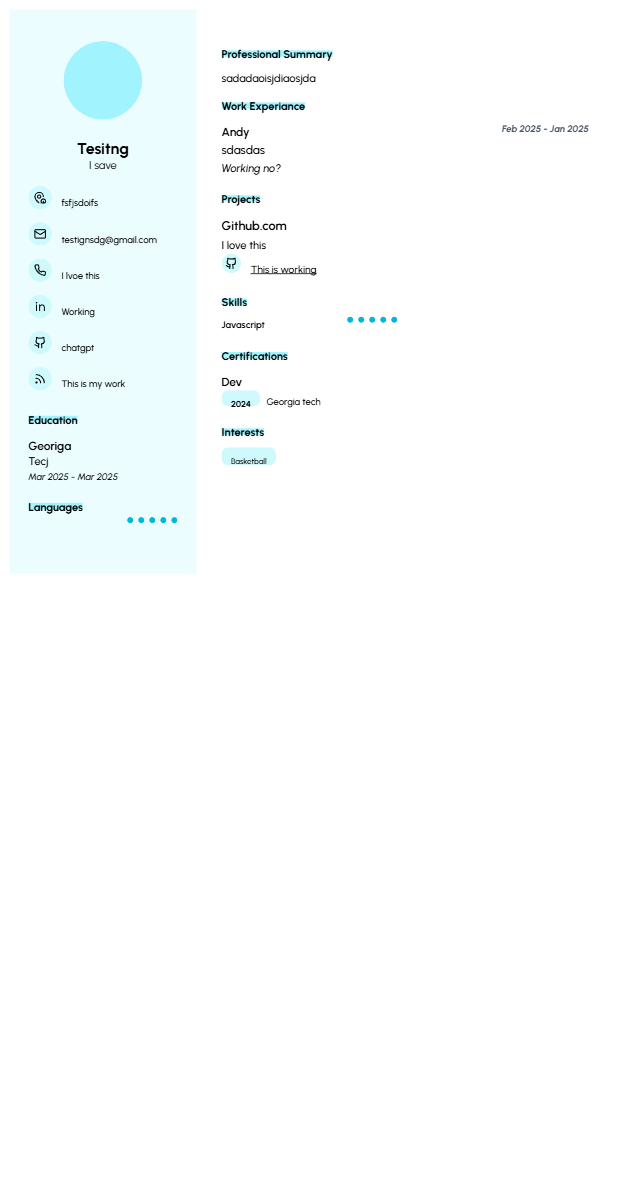 Tesitng
I save
fsfjsdoifs
testignsdg@gmail.com
I lvoe this
Working
chatgpt
This is my work
Education
Georiga
Tecj
Mar 2025 - Mar 2025
Languages
Professional Summary
sadadaoisjdiaosjda
Work Experiance
Andy
Feb 2025 - Jan 2025
sdasdas
Working no?
Projects
Github.com
I love this
This is working
Skills
Javascript
Certifications
Dev
2024 Georgia tech
Interests
Basketball